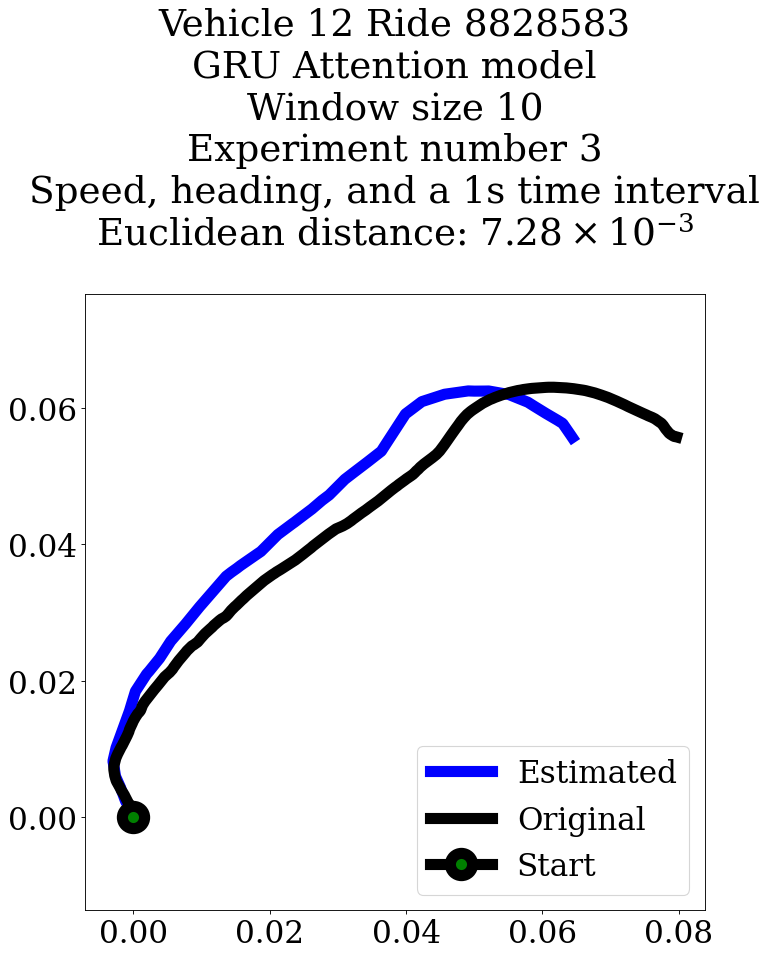 Vehicle 12 Ride 8828583
GRU Attention model
Window size 10
Experiment number 3
Speed, heading, and a 1s time interval
Euclidean distance: 7.28 × 10⁻³
0.06
0.04
0.02
0.00
Estimated
Original
Start
0.00 0.02 0.04 0.06 0.08